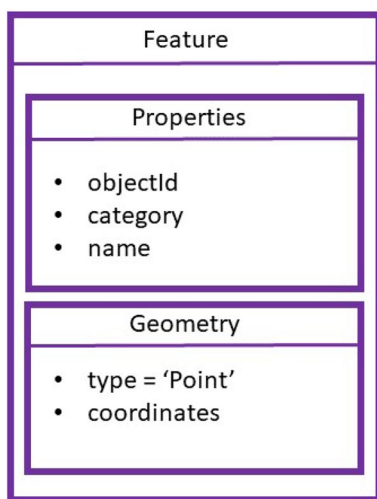 Feature
Properties
• objectId
• category
• name
Geometry
• type = ‘Point’
• coordinates